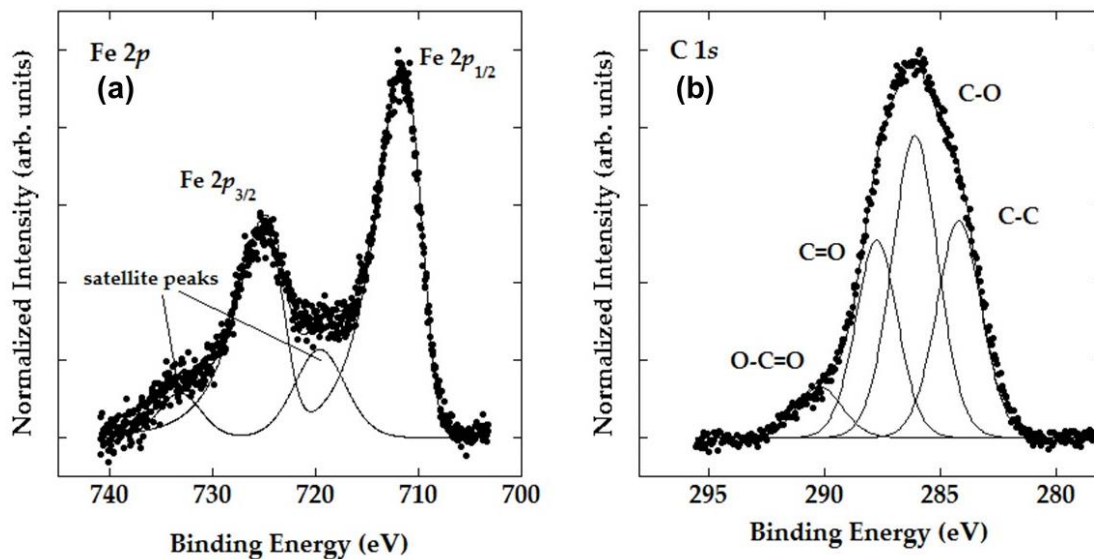 Fe 2p
(a)
Fe 2p1/2
Fe 2p3/2
satellite peaks
Normalized Intensity (arb. units)
740 730 720 710 700
Binding Energy (eV)
C 1s
(b)
C-O
C-C
C=O
O-C=O
Normalized Intensity (arb. units)
295 290 285 280
Binding Energy (eV)